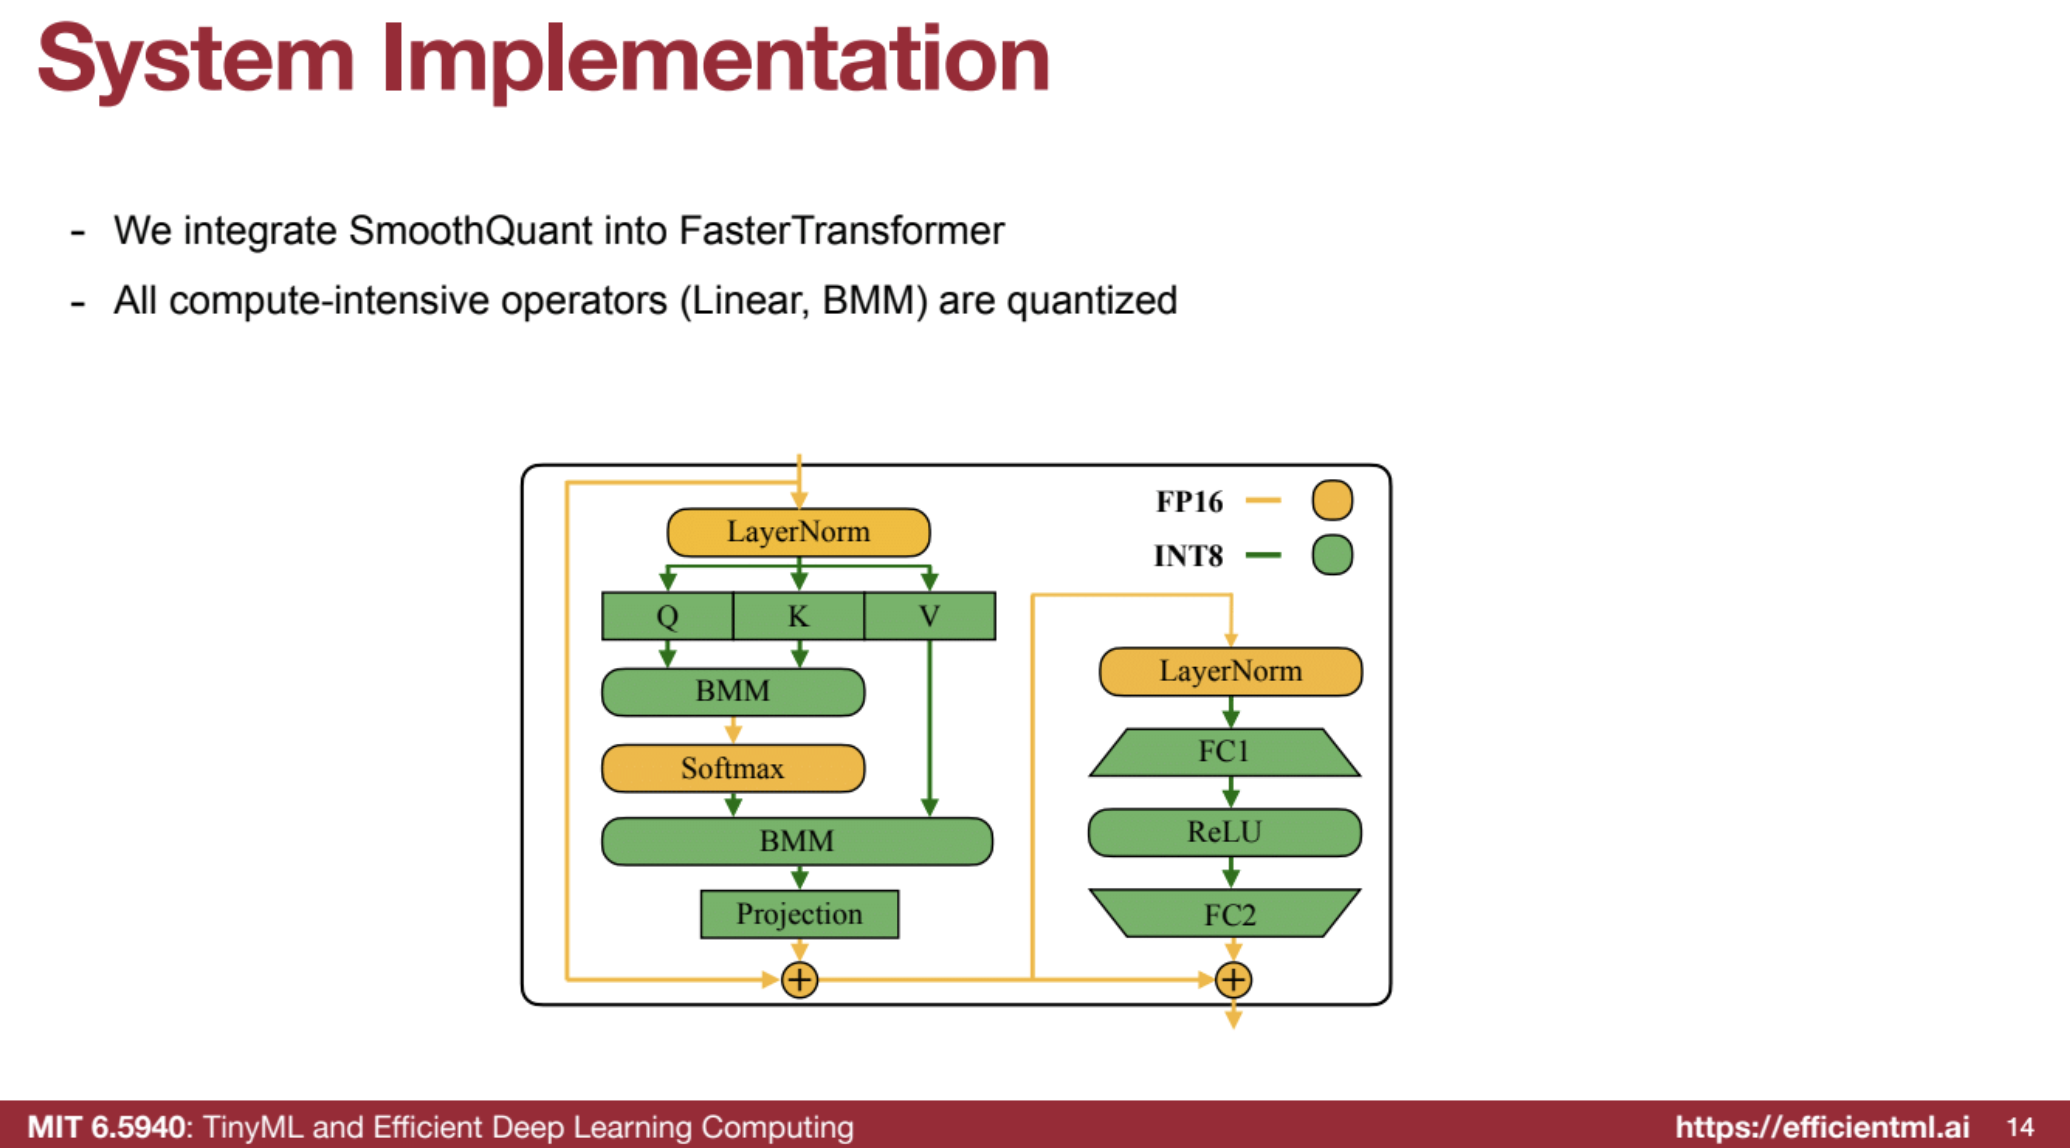 System Implementation
- We integrate SmoothQuant into FasterTransformer
- All compute-intensive operators (Linear, BMM) are quantized
FP16
INT8
LayerNorm
Q K V
BMM
Softmax
BMM
Projection
+
LayerNorm
FC1
ReLU
FC2
+
MIT 6.5940: TinyML and Efficient Deep Learning Computing
https://efficientml.ai 14